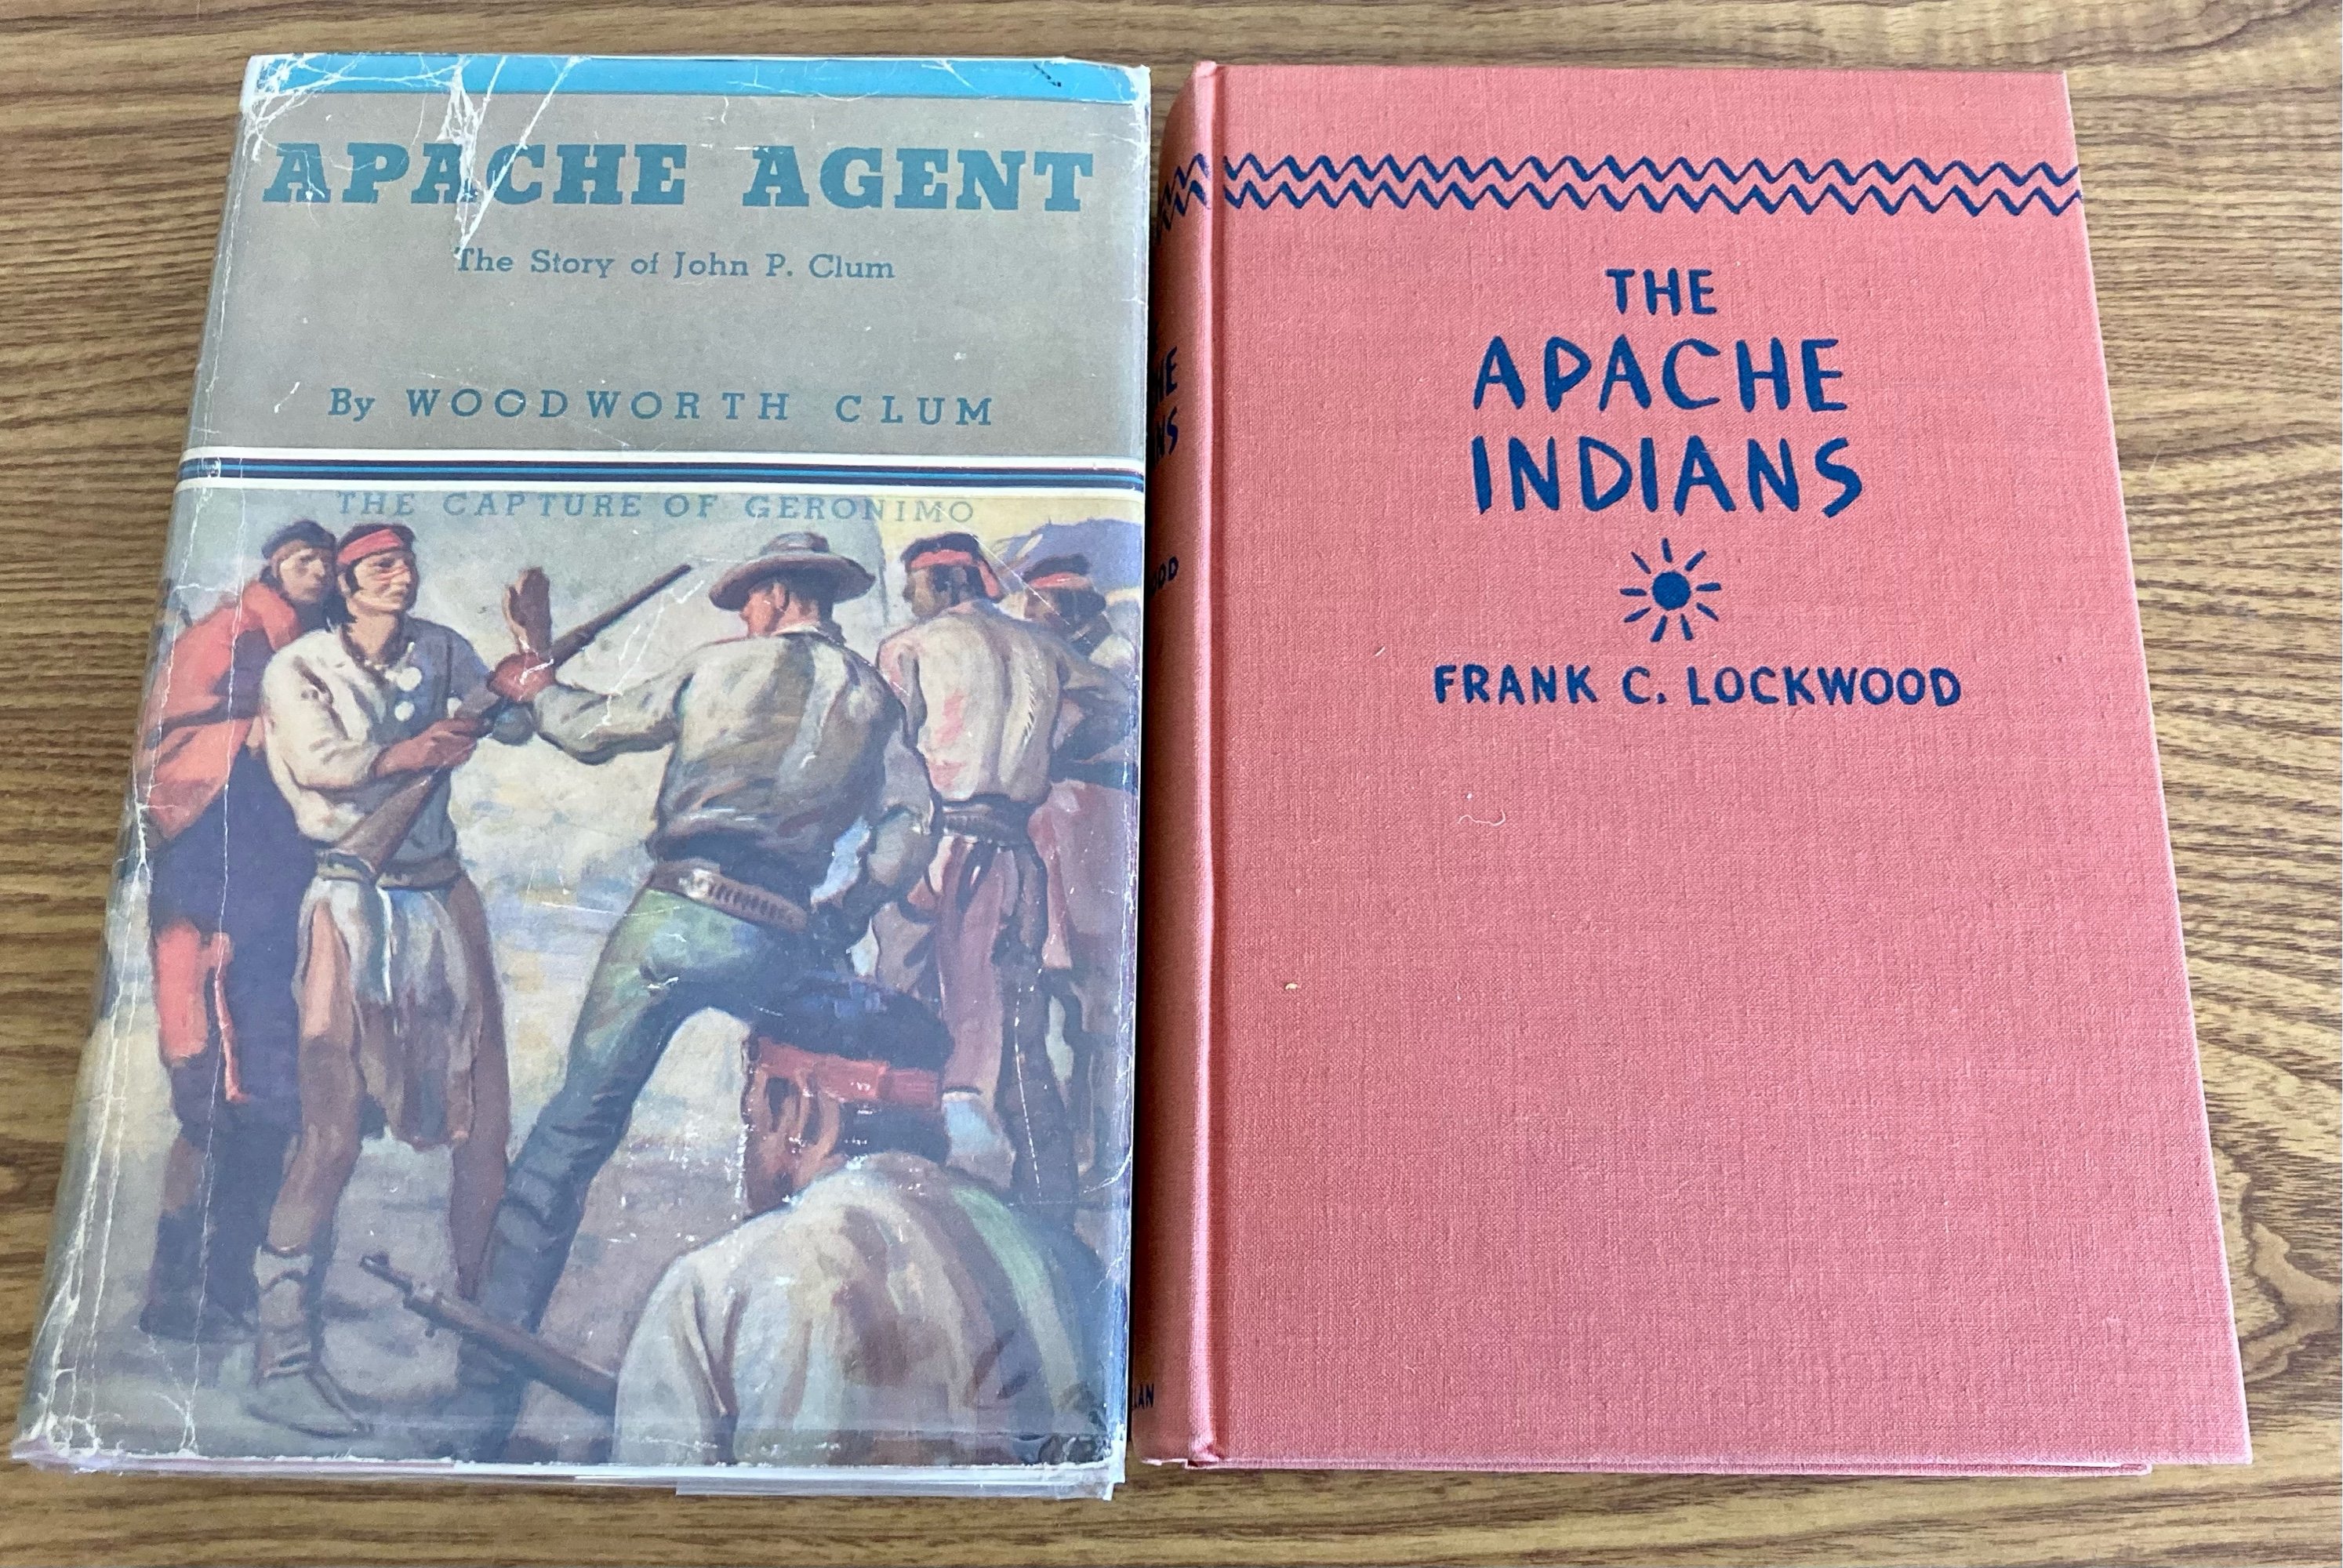 APACHE AGENT
The Story of John P. Clum
By WOODWORTH CLUM
THE CAPTURE OF GERONIMO
THE
APACHE
INDIANS
FRANK C. LOCKWOOD